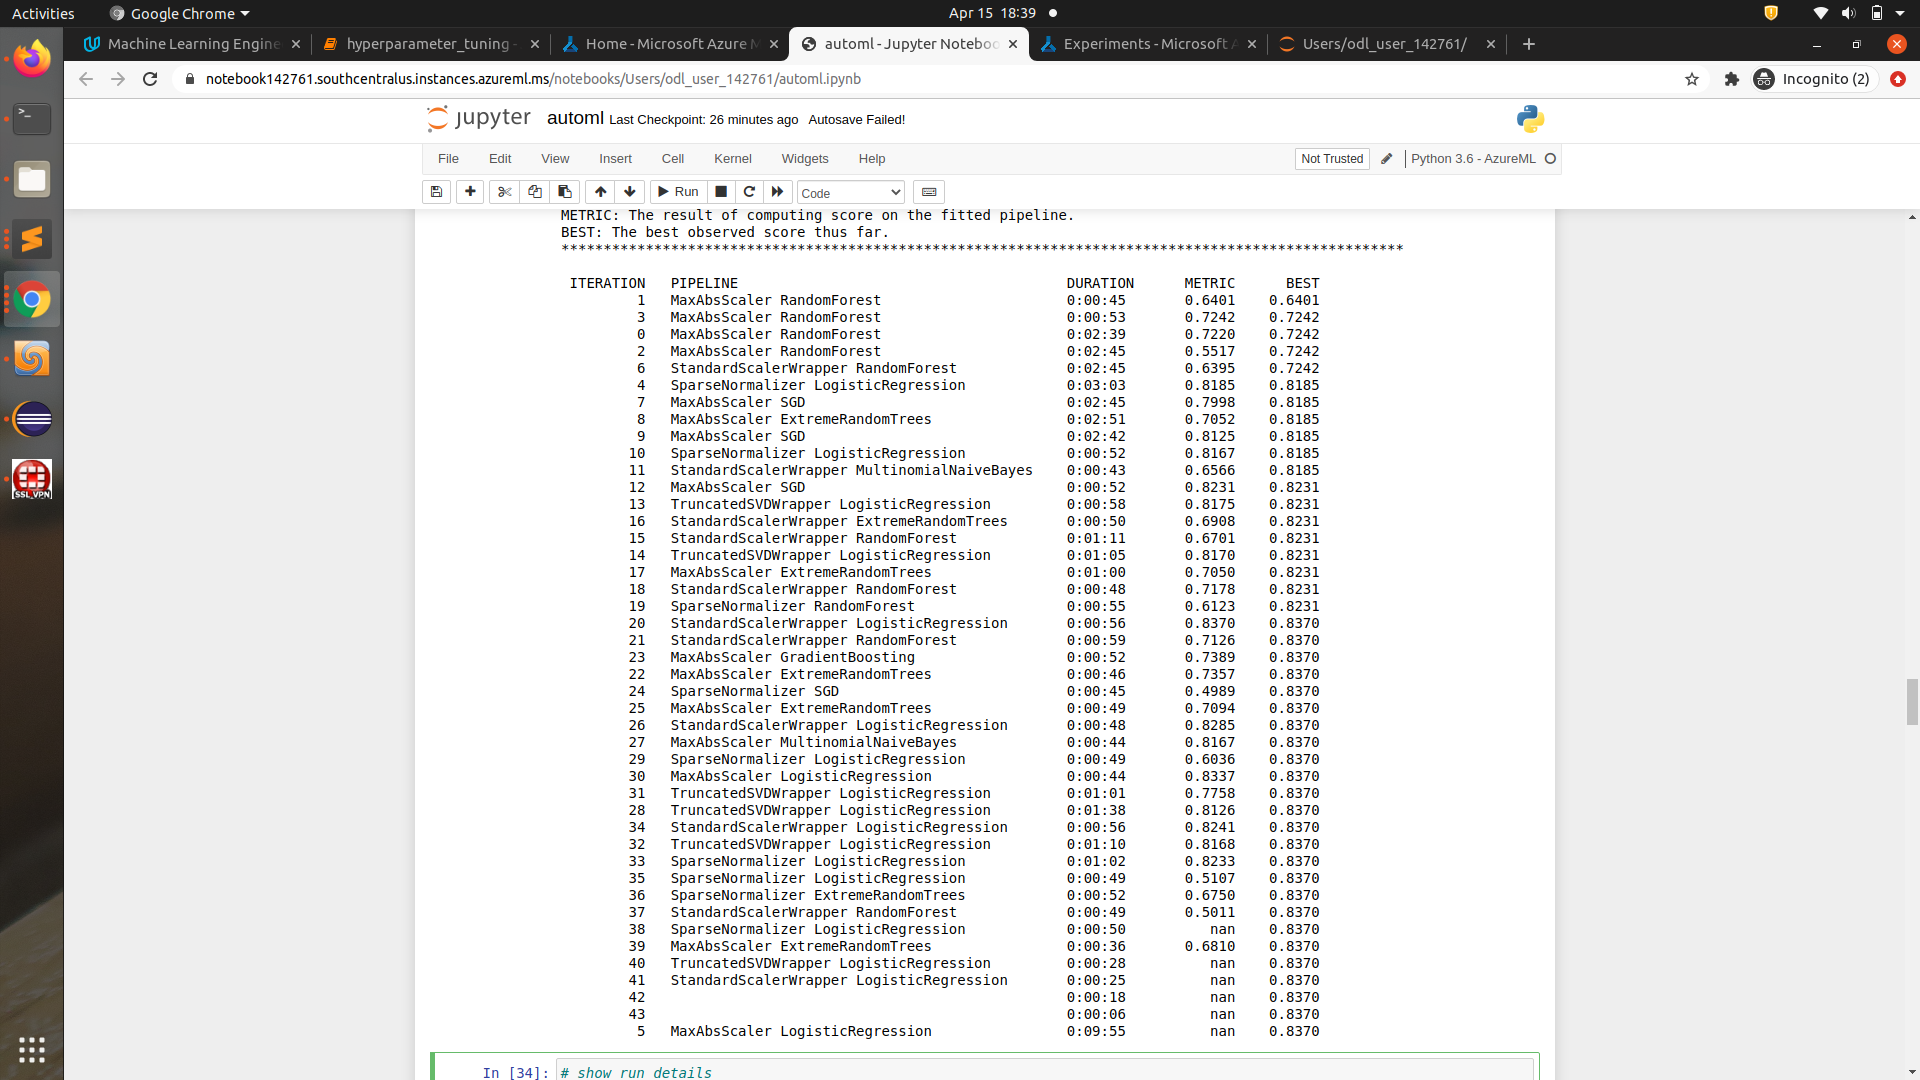 Activities
Google Chrome
Apr 15 18:39
Machine Learning Engine
hyperparameter_tuning -
Home - Microsoft Azure M
automl - Jupyter Noteboo
Experiments - Microsoft A
Users/odl_user_142761/
notebook142761.southcentralus.instances.azureml.ms/notebooks/Users/odl_user_142761/automl.ipynb
Incognito (2)
jupyter automl Last Checkpoint: 26 minutes ago Autosave Failed!
File Edit View Insert Cell Kernel Widgets Help
Not Trusted
Python 3.6 - AzureML
Run
Code
METRIC: The result of computing score on the fitted pipeline.
BEST: The best observed score thus far.
****************************************************************************************************
ITERATION PIPELINE DURATION METRIC BEST
1 MaxAbsScaler RandomForest 0:00:45 0.6401 0.6401
3 MaxAbsScaler RandomForest 0:00:53 0.7242 0.7242
0 MaxAbsScaler RandomForest 0:02:39 0.7220 0.7242
2 MaxAbsScaler RandomForest 0:02:45 0.5517 0.7242
6 StandardScalerWrapper RandomForest 0:02:45 0.6395 0.7242
4 SparseNormalizer LogisticRegression 0:03:03 0.8185 0.8185
7 MaxAbsScaler SGD 0:02:45 0.7998 0.8185
8 MaxAbsScaler ExtremeRandomTrees 0:02:51 0.7052 0.8185
9 MaxAbsScaler SGD 0:02:42 0.8125 0.8185
10 SparseNormalizer LogisticRegression 0:00:52 0.8167 0.8185
11 StandardScalerWrapper MultinomialNaiveBayes 0:00:43 0.6566 0.8185
12 MaxAbsScaler SGD 0:00:52 0.8231 0.8231
13 TruncatedSVDWrapper LogisticRegression 0:00:58 0.8175 0.8231
16 StandardScalerWrapper ExtremeRandomTrees 0:00:50 0.6908 0.8231
15 StandardScalerWrapper RandomForest 0:01:11 0.6701 0.8231
14 TruncatedSVDWrapper LogisticRegression 0:01:05 0.8170 0.8231
17 MaxAbsScaler ExtremeRandomTrees 0:01:00 0.7050 0.8231
18 StandardScalerWrapper RandomForest 0:00:48 0.7178 0.8231
19 SparseNormalizer RandomForest 0:00:55 0.6123 0.8231
20 StandardScalerWrapper LogisticRegression 0:00:56 0.8370 0.8370
21 StandardScalerWrapper RandomForest 0:00:59 0.7126 0.8370
23 MaxAbsScaler GradientBoosting 0:00:52 0.7389 0.8370
22 MaxAbsScaler ExtremeRandomTrees 0:00:46 0.7357 0.8370
24 SparseNormalizer SGD 0:00:45 0.4989 0.8370
25 MaxAbsScaler ExtremeRandomTrees 0:00:49 0.7094 0.8370
26 StandardScalerWrapper LogisticRegression 0:00:48 0.8285 0.8370
27 MaxAbsScaler MultinomialNaiveBayes 0:00:44 0.8167 0.8370
29 SparseNormalizer LogisticRegression 0:00:49 0.6036 0.8370
30 MaxAbsScaler LogisticRegression 0:00:44 0.8337 0.8370
31 TruncatedSVDWrapper LogisticRegression 0:01:01 0.7758 0.8370
28 TruncatedSVDWrapper LogisticRegression 0:01:38 0.8126 0.8370
34 StandardScalerWrapper LogisticRegression 0:00:56 0.8241 0.8370
32 TruncatedSVDWrapper LogisticRegression 0:01:10 0.8168 0.8370
33 SparseNormalizer LogisticRegression 0:01:02 0.8233 0.8370
35 SparseNormalizer LogisticRegression 0:00:49 0.5107 0.8370
36 SparseNormalizer ExtremeRandomTrees 0:00:52 0.6750 0.8370
37 StandardScalerWrapper RandomForest 0:00:49 0.5011 0.8370
38 SparseNormalizer LogisticRegression 0:00:50 nan 0.8370
39 MaxAbsScaler ExtremeRandomTrees 0:00:36 0.6810 0.8370
40 TruncatedSVDWrapper LogisticRegression 0:00:28 nan 0.8370
41 StandardScalerWrapper LogisticRegression 0:00:25 nan 0.8370
42 0:00:18 nan 0.8370
43 0:00:06 nan 0.8370
5 MaxAbsScaler LogisticRegression 0:09:55 nan 0.8370
In [34]: # show run details
SSL VPN